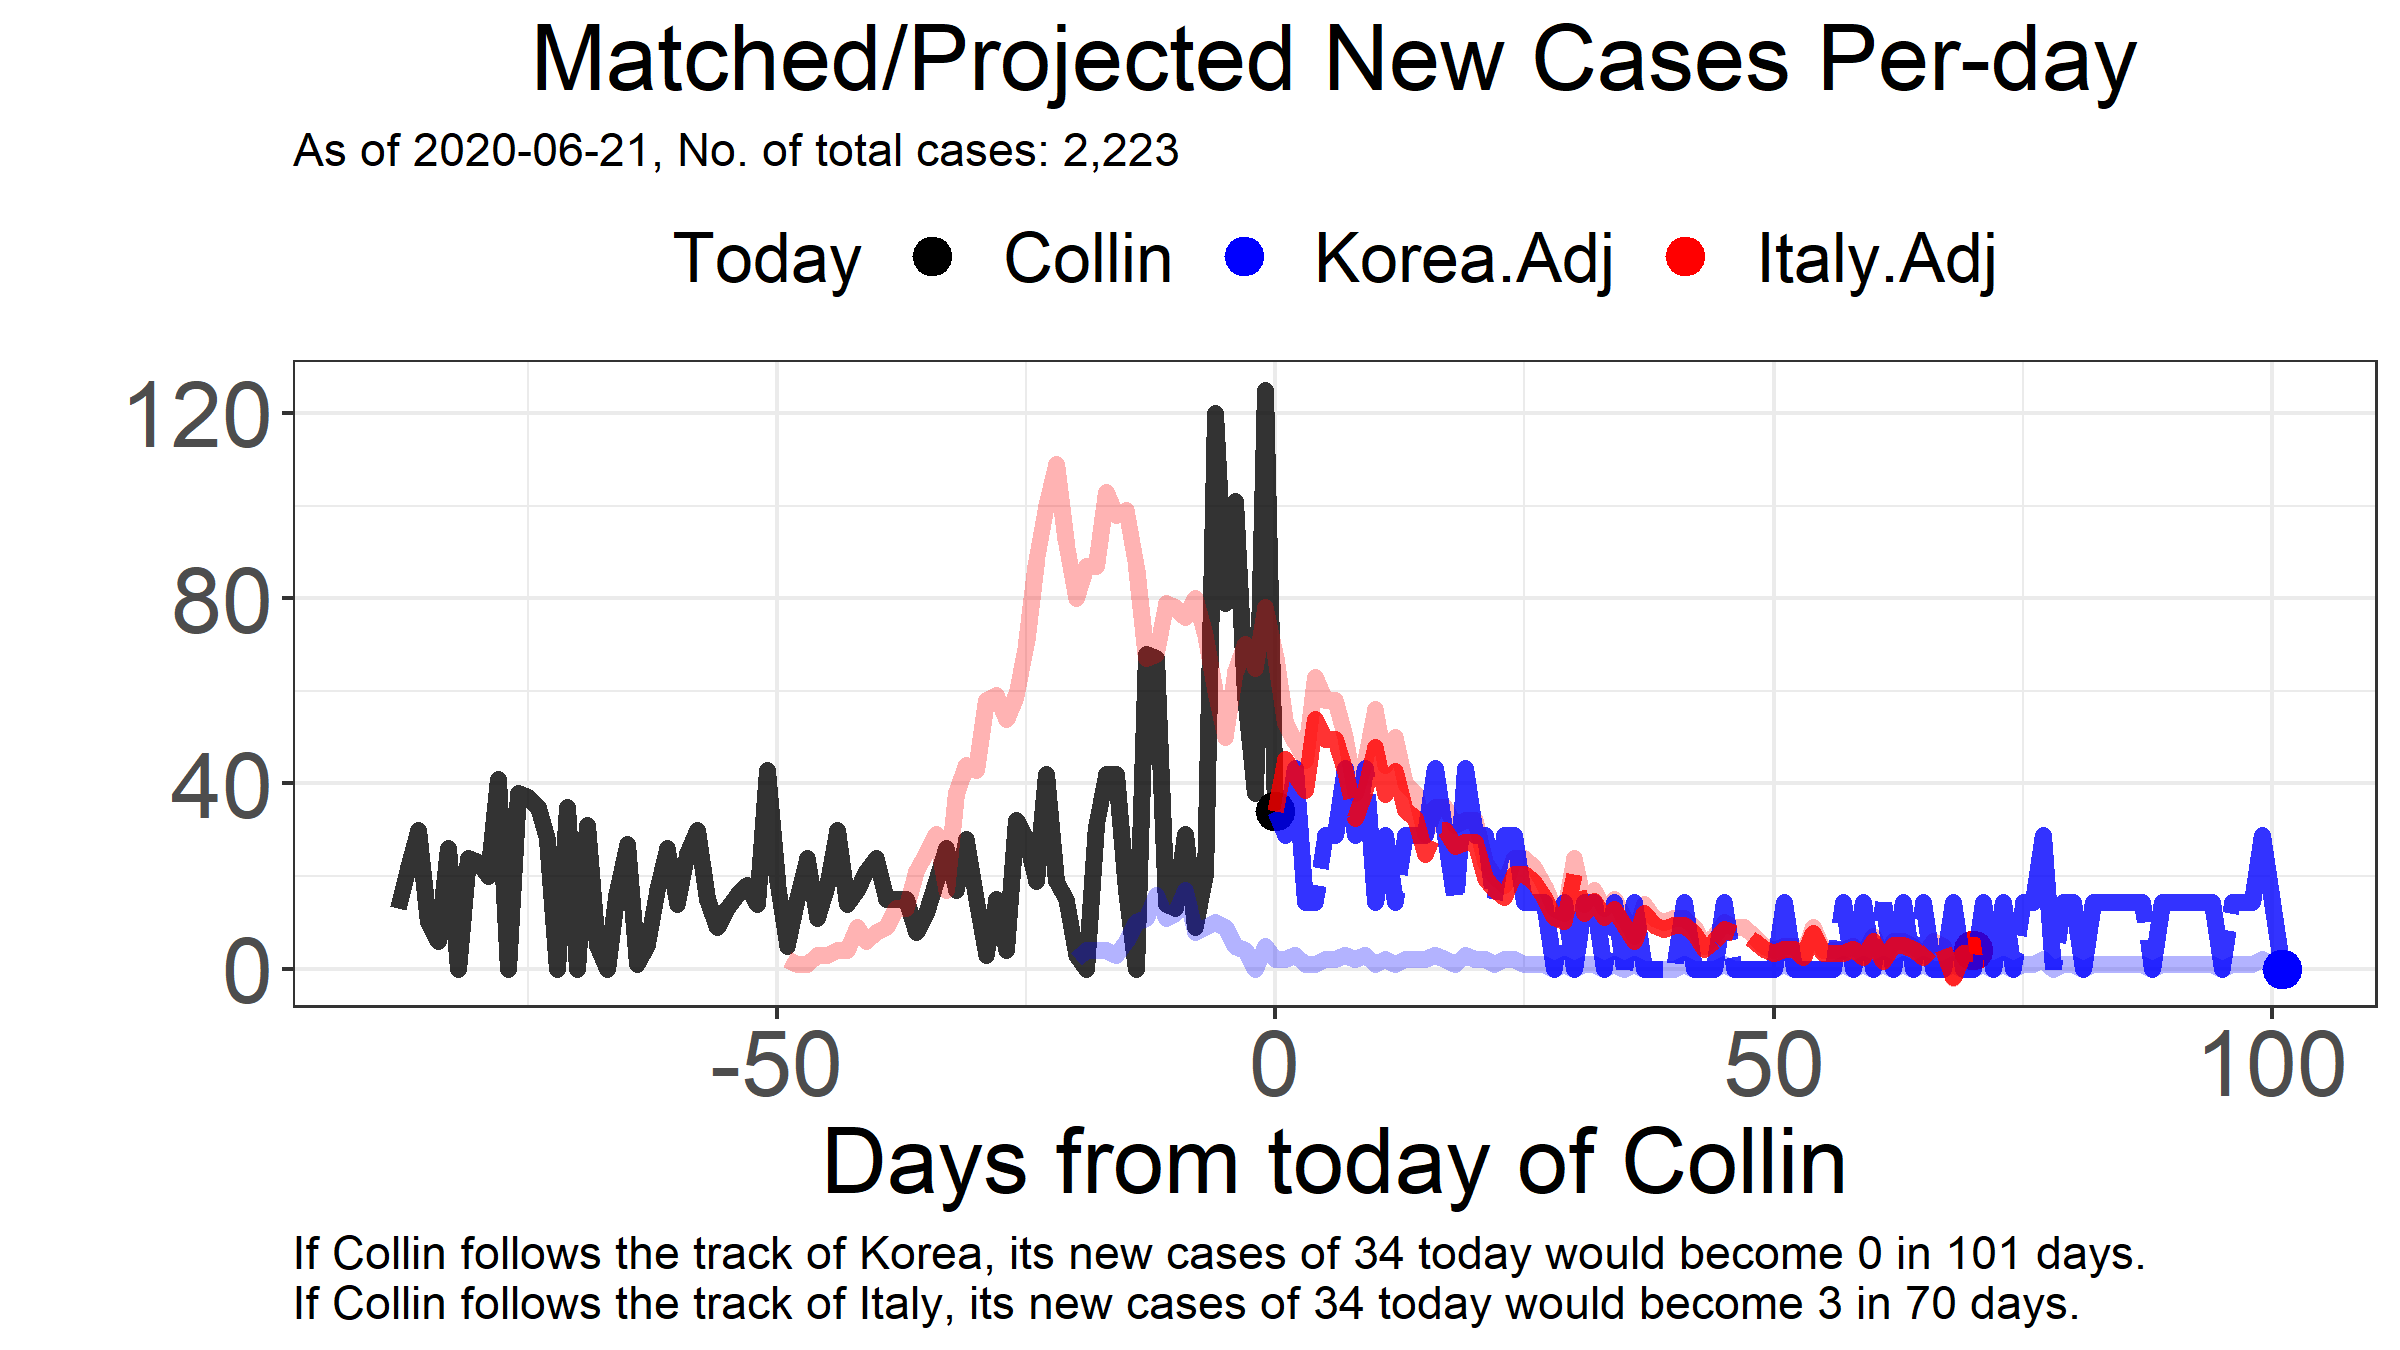 Matched/Projected New Cases Per-day
As of 2020-06-21, No. of total cases: 2,223
Today Collin Korea.Adj Italy.Adj
120
80
40
0
-50 0 50 100
Days from today of Collin
If Collin follows the track of Korea, its new cases of 34 today would become 0 in 101 days.
If Collin follows the track of Italy, its new cases of 34 today would become 3 in 70 days.